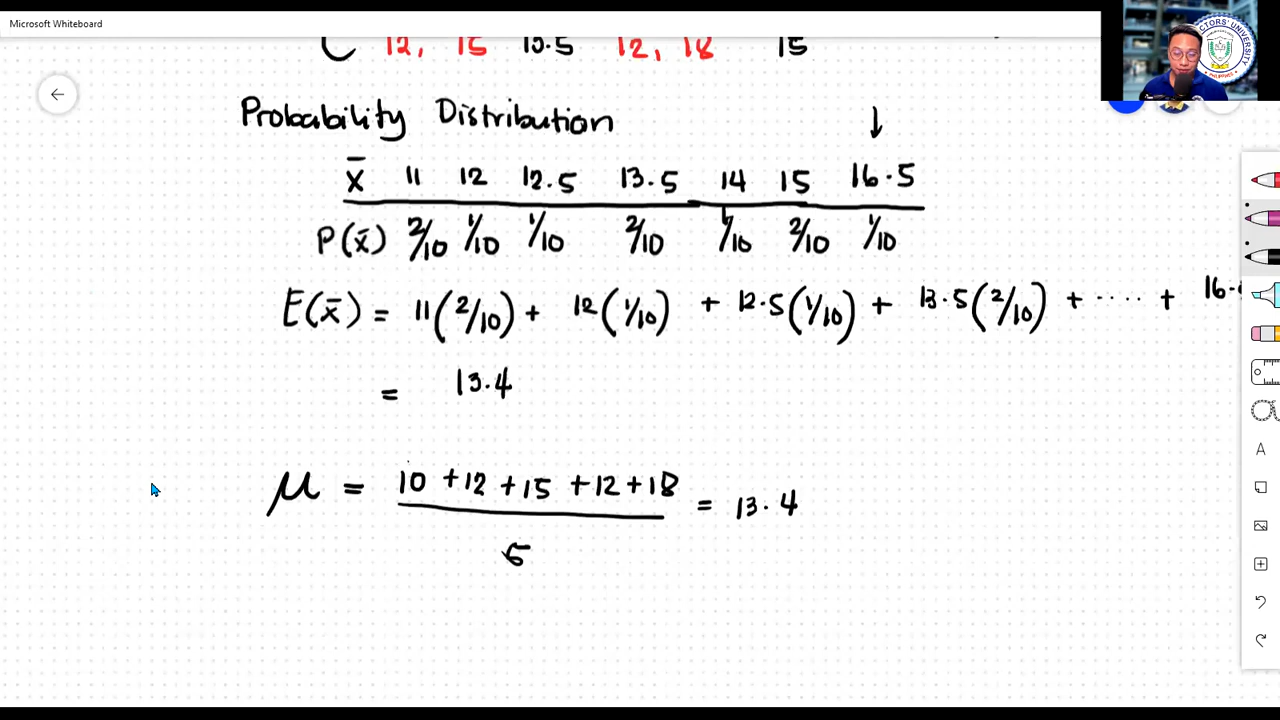 Microsoft Whiteboard
12, 15 13.5 12, 18 15
Probability Distribution ↓
x̄ 11 12 12.5 13.5 14 15 16.5
P(x̄) 2/10 1/10 1/10 2/10 1/10 2/10 1/10
E(x̄) = 11(2/10) + 12(1/10) + 12.5(1/10) + 13.5(2/10) + ···· + 16.
= 13.4
μ = 10 + 12 + 15 + 12 + 18 = 13.4
5